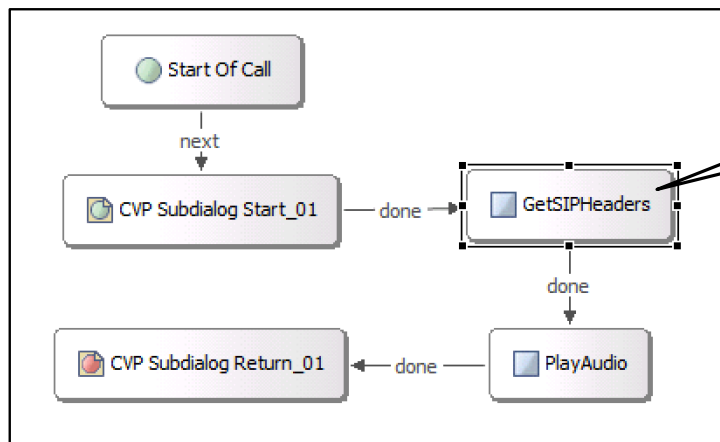 Start Of Call
next
CVP Subdialog Start_01
done
GetSIPHeaders
done
CVP Subdialog Return_01
done
PlayAudio